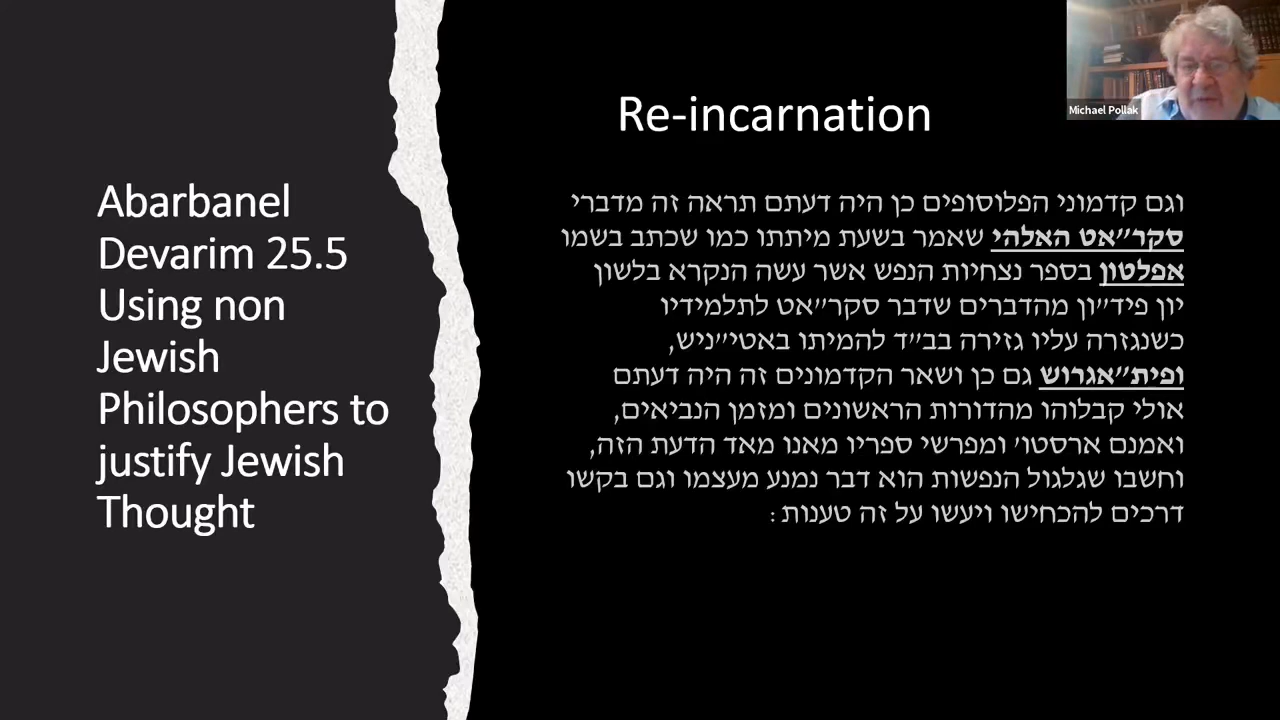 Abarbanel
Devarim 25.5
Using non
Jewish
Philosophers to
justify Jewish
Thought
Re-incarnation
וגם קדמוני הפלוסופים כן היה דעתם תראה זה מדברי
סקר״אט האלהי שאמר בשעת מיתתו כמו שכתב בשמו
אפלטון בספר נצחיות הנפש אשר עשה הנקרא בלשון
יון פיד״ון מהדברים שדבר סקר״אט לתלמידיו
כשנגזרה עליו גזירה בב״ד להמיתו באטי״ניש,
ופית״אגרוש גם כן ושאר הקדמונים זה היה דעתם
אולי קבלוהו מהדורות הראשונים ומזמן הנביאים,
ואמנם ארסטו׳ ומפרשי ספריו מאנו מאד הדעת הזה,
וחשבו שגלגול הנפשות הוא דבר נמנע מעצמו וגם בקשו
דרכים להכחישו ויעשו על זה טענות:
Michael Pollak